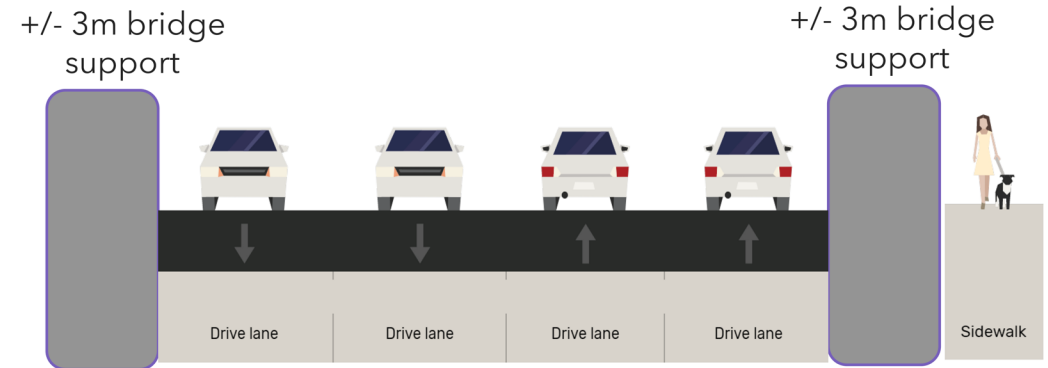 +/- 3m bridge
support
+/- 3m bridge
support
Drive lane
Drive lane
Drive lane
Drive lane
Sidewalk